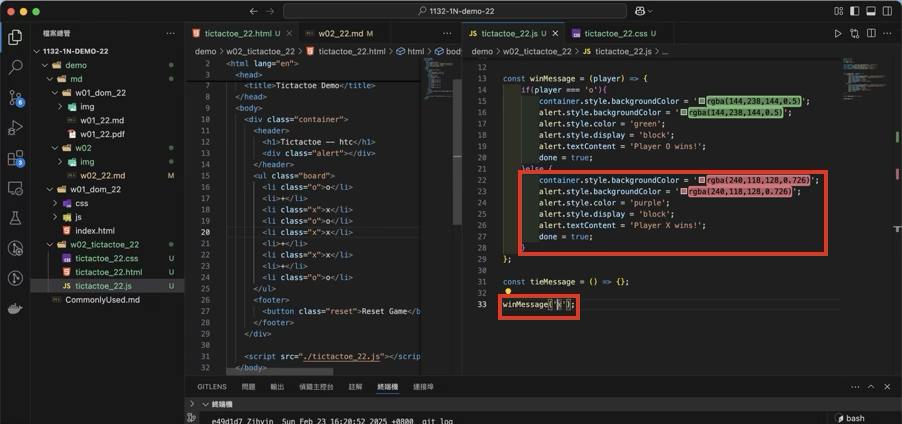 1132-1N-demo-22
檔案總管
1132-1N-DEMO-22
demo
md
w01_dom_22
img
w01_22.md
w01_22.pdf
w02
img
w02_22.md M
w01_dom_22
css
js
index.html
w02_tictactoe_22
tictactoe_22.css U
tictactoe_22.html U
tictactoe_22.js U
CommonlyUsed.md
6
3
tictactoe_22.html U
w02_22.md M
demo > w02_tictactoe_22 > tictactoe_22.html > html > body
2 <html lang="en">
3 <head>
7 <title>Tictactoe Demo</title>
8 </head>
9 <body>
10 <div class="container">
11 <header>
12 <h1>Tictactoe -- htc</h1>
13 <div class="alert"></div>
14 </header>
15 <ul class="board">
16 <li class="o">o</li>
17 <li>+</li>
18 <li class="x">x</li>
19 <li class="o">o</li>
20 <li class="x">x</li>
21 <li>+</li>
22 <li class="x">x</li>
23 <li>+</li>
24 <li class="o">o</li>
25 </ul>
26 <footer>
27 <button class="reset">Reset Game</b
28 </footer>
29 </div>
30
31 <script src="./tictactoe_22.js"></scrip
32 </body>
tictactoe_22.js U
tictactoe_22.css U
demo > w02_tictactoe_22 > tictactoe_22.js > ...
12
13 const winMessage = (player) => {
14 if(player === 'o'){
15 container.style.backgroundColor = 'rgba(144,238,144,0.5)';
16 alert.style.backgroundColor = 'rgba(144,238,144,0.5)';
17 alert.style.color = 'green';
18 alert.style.display = 'block';
19 alert.textContent = 'Player O wins!';
20 done = true;
21 }else {
22 container.style.backgroundColor = 'rgba(240,118,128,0.726)';
23 alert.style.backgroundColor = 'rgba(240,118,128,0.726)';
24 alert.style.color = 'purple';
25 alert.style.display = 'block';
26 alert.textContent = 'Player X wins!';
27 done = true;
28 }
29 };
30
31 const tieMessage = () => {};
32
33 winMessage('x');
GITLENS 問題 輸出 偵錯主控台 註解 終端機 連接埠
終端機
e49d1d7 Zihyin Sun Feb 23 16:20:52 2025 +0800 git log
bash